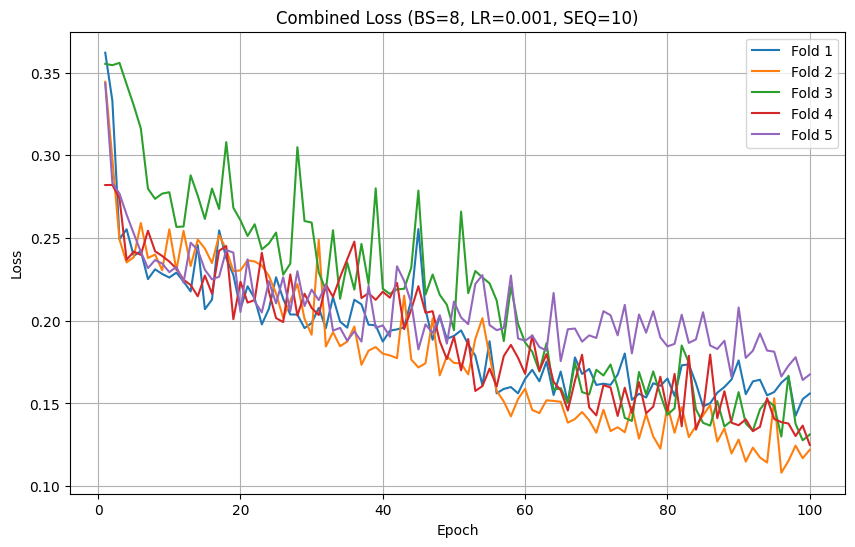 Combined Loss (BS=8, LR=0.001, SEQ=10)
Fold 1
Fold 2
Fold 3
Fold 4
Fold 5
Loss
0.35
0.30
0.25
0.20
0.15
0.10
0
20
40
60
80
100
Epoch